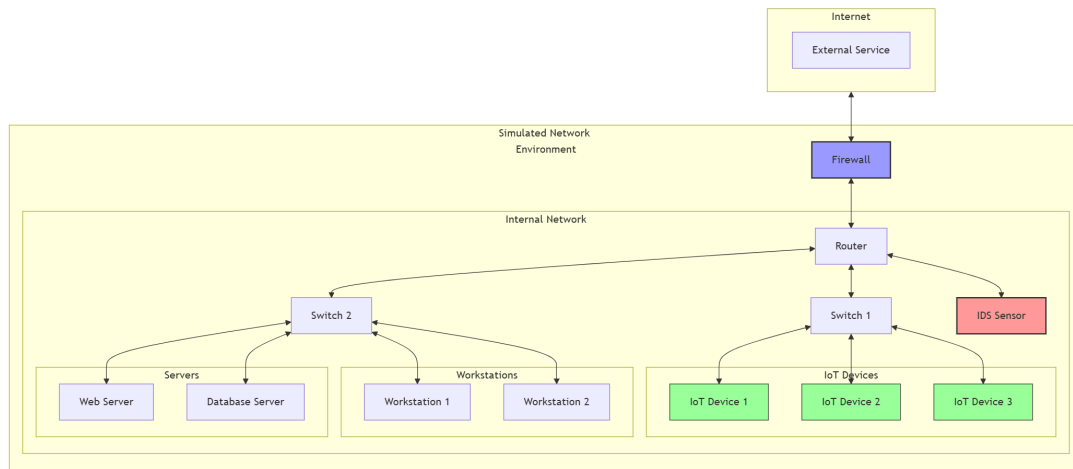 Internet
External Service
Simulated Network
Environment
Firewall
Internal Network
Router
Switch 2
Switch 1
IDS Sensor
Servers
Workstations
IoT Devices
Web Server
Database Server
Workstation 1
Workstation 2
IoT Device 1
IoT Device 2
IoT Device 3